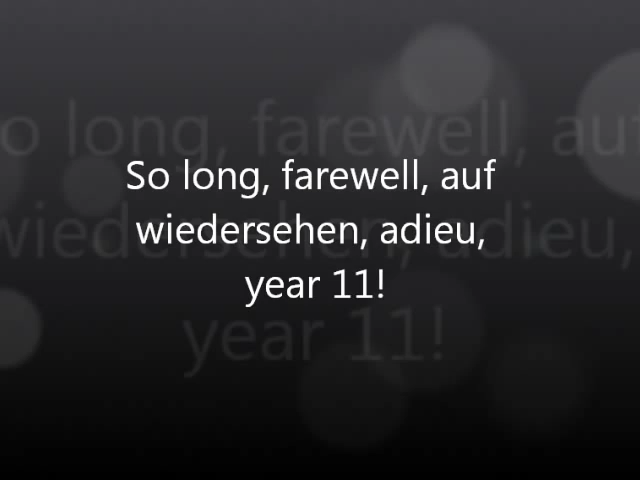 So long, farewell, auf
wiedersehen, adieu,
year 11!